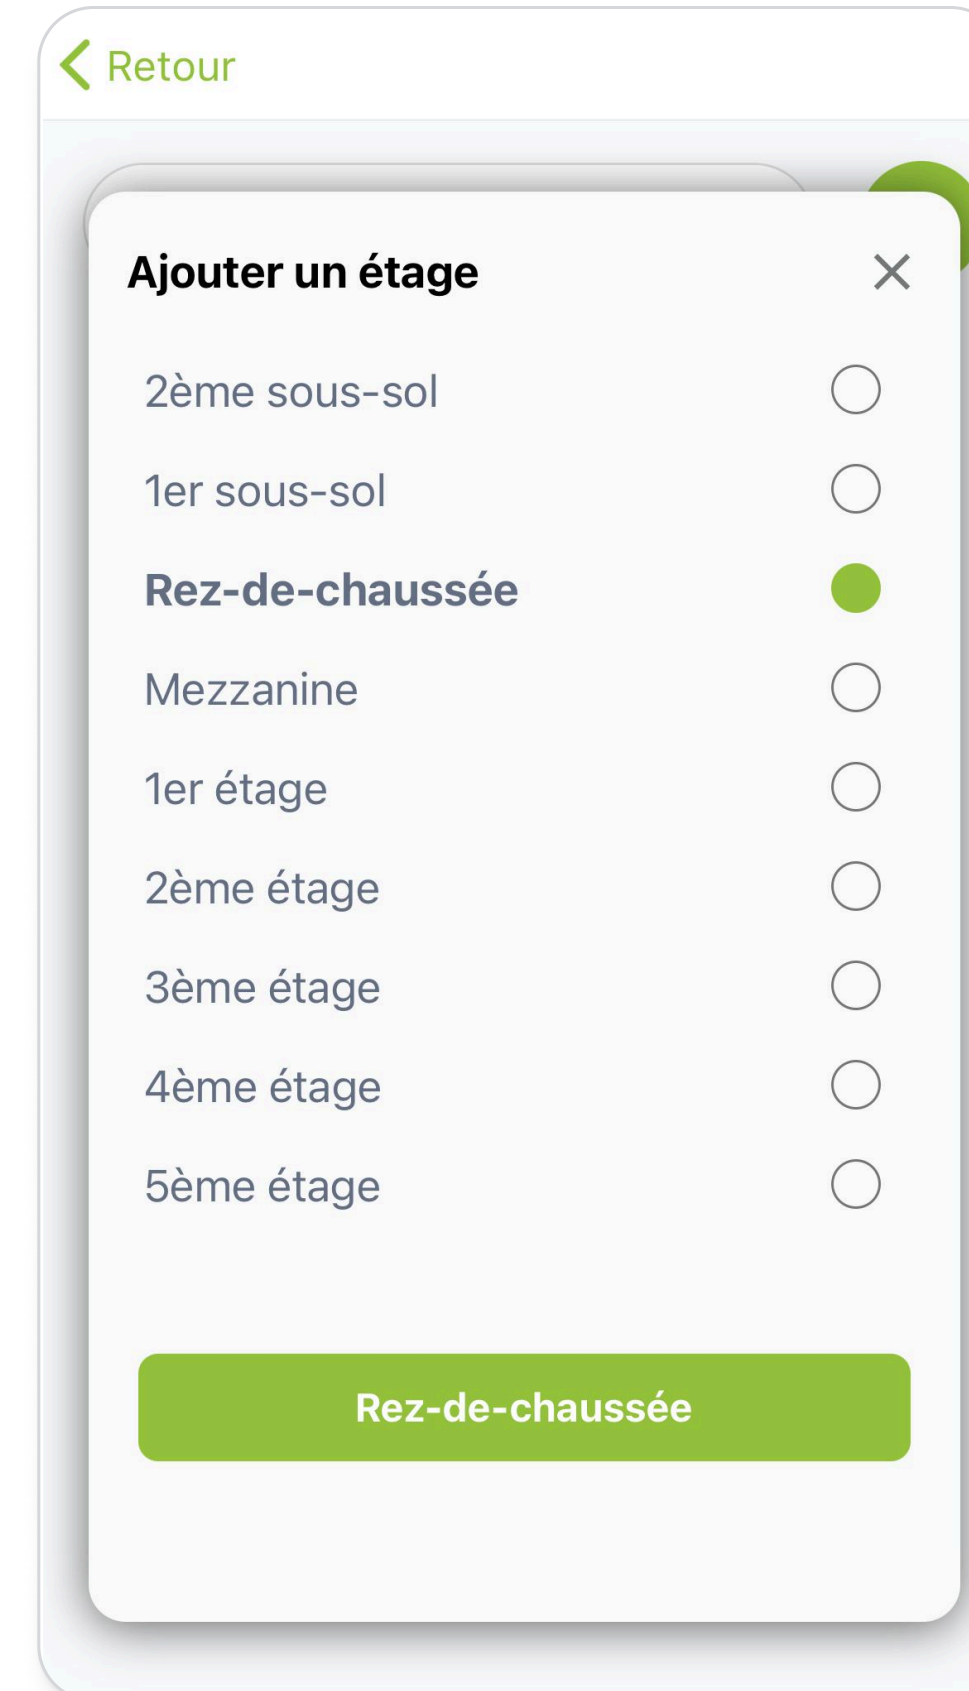 Retour
Ajouter un étage
2ème sous-sol
1er sous-sol
Rez-de-chaussée
Mezzanine
1er étage
2ème étage
3ème étage
4ème étage
5ème étage
Rez-de-chaussée